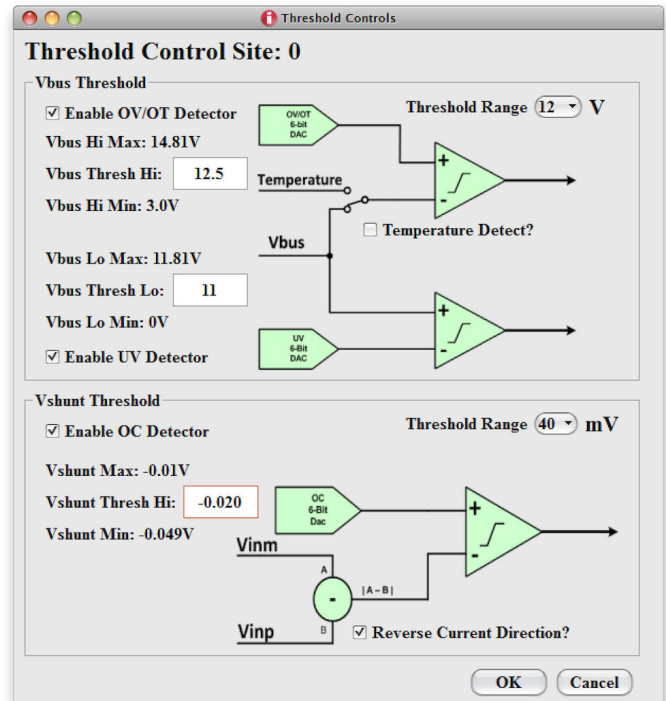 Threshold Controls
Threshold Control Site: 0
Vbus Threshold
Enable OV/OT Detector
OV/OT
6-bit
DAC
Threshold Range 12 V
Vbus Hi Max: 14.81V
+
Vbus Thresh Hi: 12.5
Temperature
-
Vbus Hi Min: 3.0V
Temperature Detect?
Vbus
Vbus Lo Max: 11.81V
Vbus Thresh Lo: 11
+
Vbus Lo Min: 0V
UV
6-Bit
DAC
-
Enable UV Detector
Vshunt Threshold
Enable OC Detector
Threshold Range 40 mV
Vshunt Max: -0.01V
Vshunt Thresh Hi: -0.020
OC
6-Bit
Dac
+
Vshunt Min: -0.049V
Vinm
-
A
-
|A-B|
Vinp
B
Reverse Current Direction?
OK Cancel